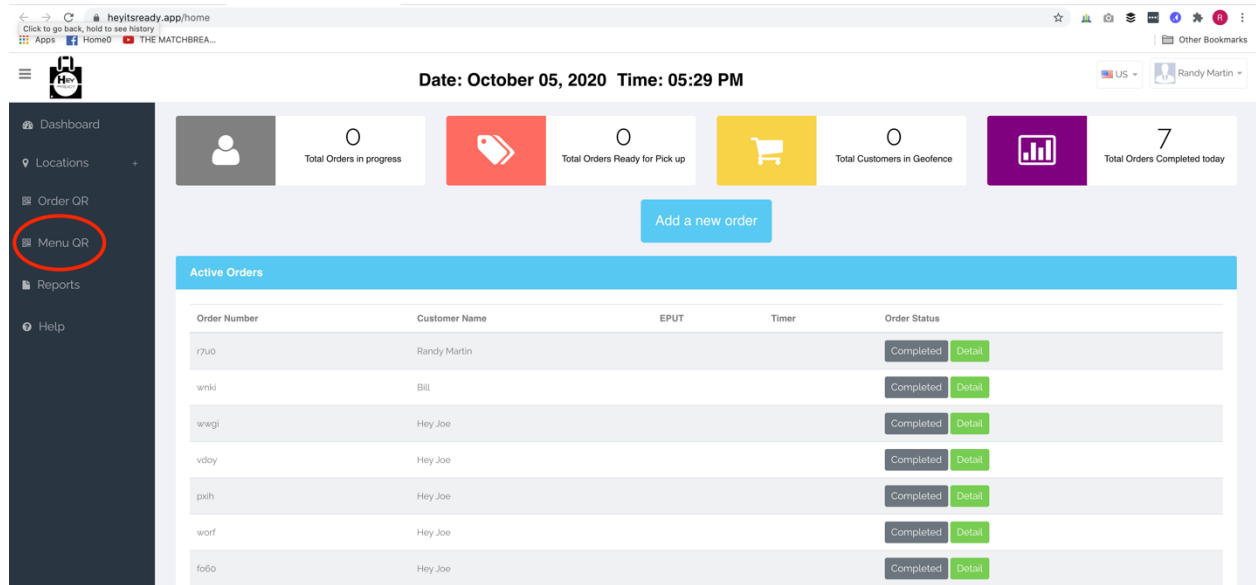 heyitsready.app/home
Click to go back, hold to see history
Apps Home0 THE MATCHBREA... Other Bookmarks
R
HEY
Date: October 05, 2020 Time: 05:29 PM
US Randy Martin
Dashboard
Locations +
Order QR
Menu QR
Reports
Help
0
Total Orders in progress
0
Total Orders Ready for Pick up
0
Total Customers in Geofence
7
Total Orders Completed today
Add a new order
Active Orders
Order Number Customer Name EPUT Timer Order Status
r7u0 Randy Martin Completed Detail
wnki Bill Completed Detail
wwgi Hey Joe Completed Detail
vdoy Hey Joe Completed Detail
pxih Hey Joe Completed Detail
worf Hey Joe Completed Detail
fo60 Hey Joe Completed Detail